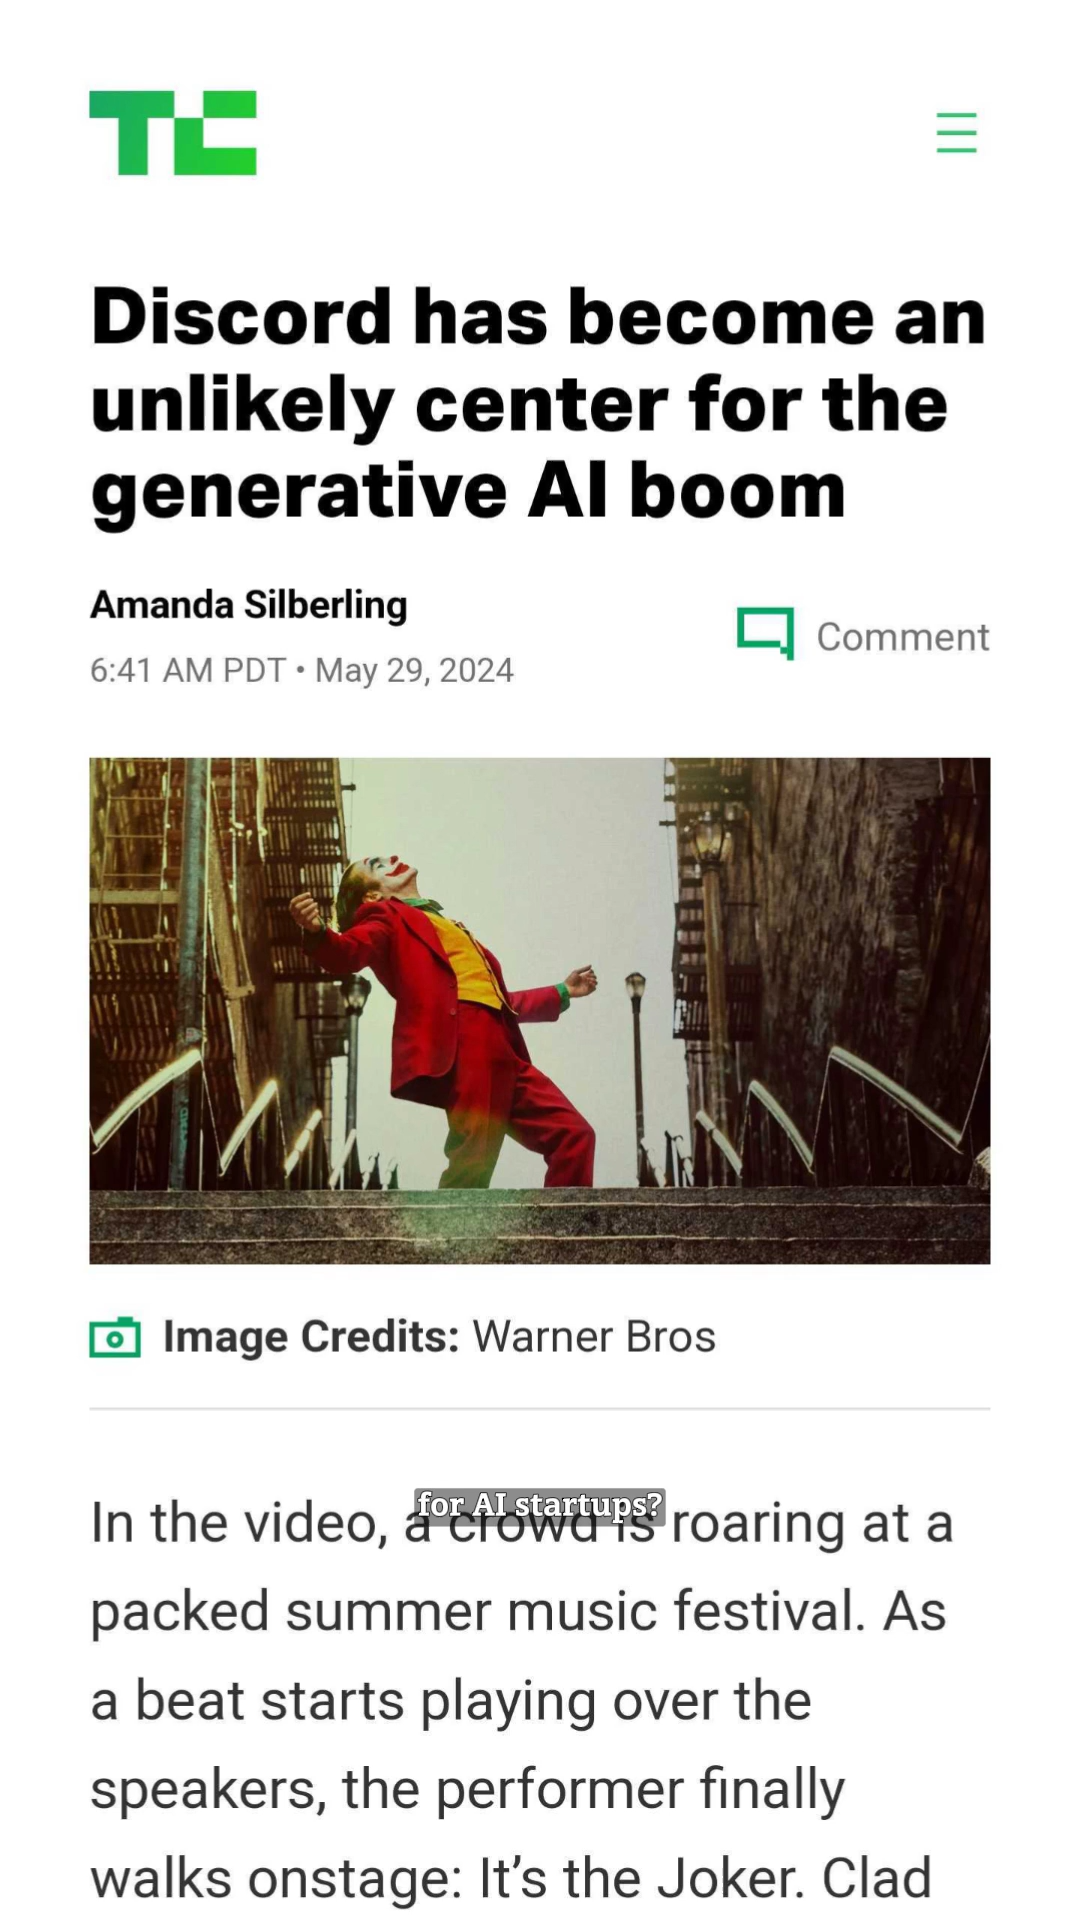 TC
Discord has become an
unlikely center for the
generative AI boom
Amanda Silberling
6:41 AM PDT • May 29, 2024
Comment
Image Credits: Warner Bros
for AI startups?
In the video, a crowd is roaring at a
packed summer music festival. As
a beat starts playing over the
speakers, the performer finally
walks onstage: It’s the Joker. Clad